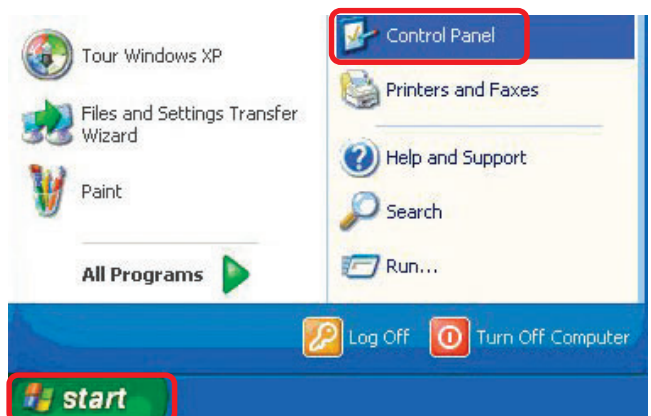 Tour Windows XP
Files and Settings Transfer
Wizard
Paint
All Programs
Control Panel
Printers and Faxes
Help and Support
Search
Run...
Log Off
Turn Off Computer
start